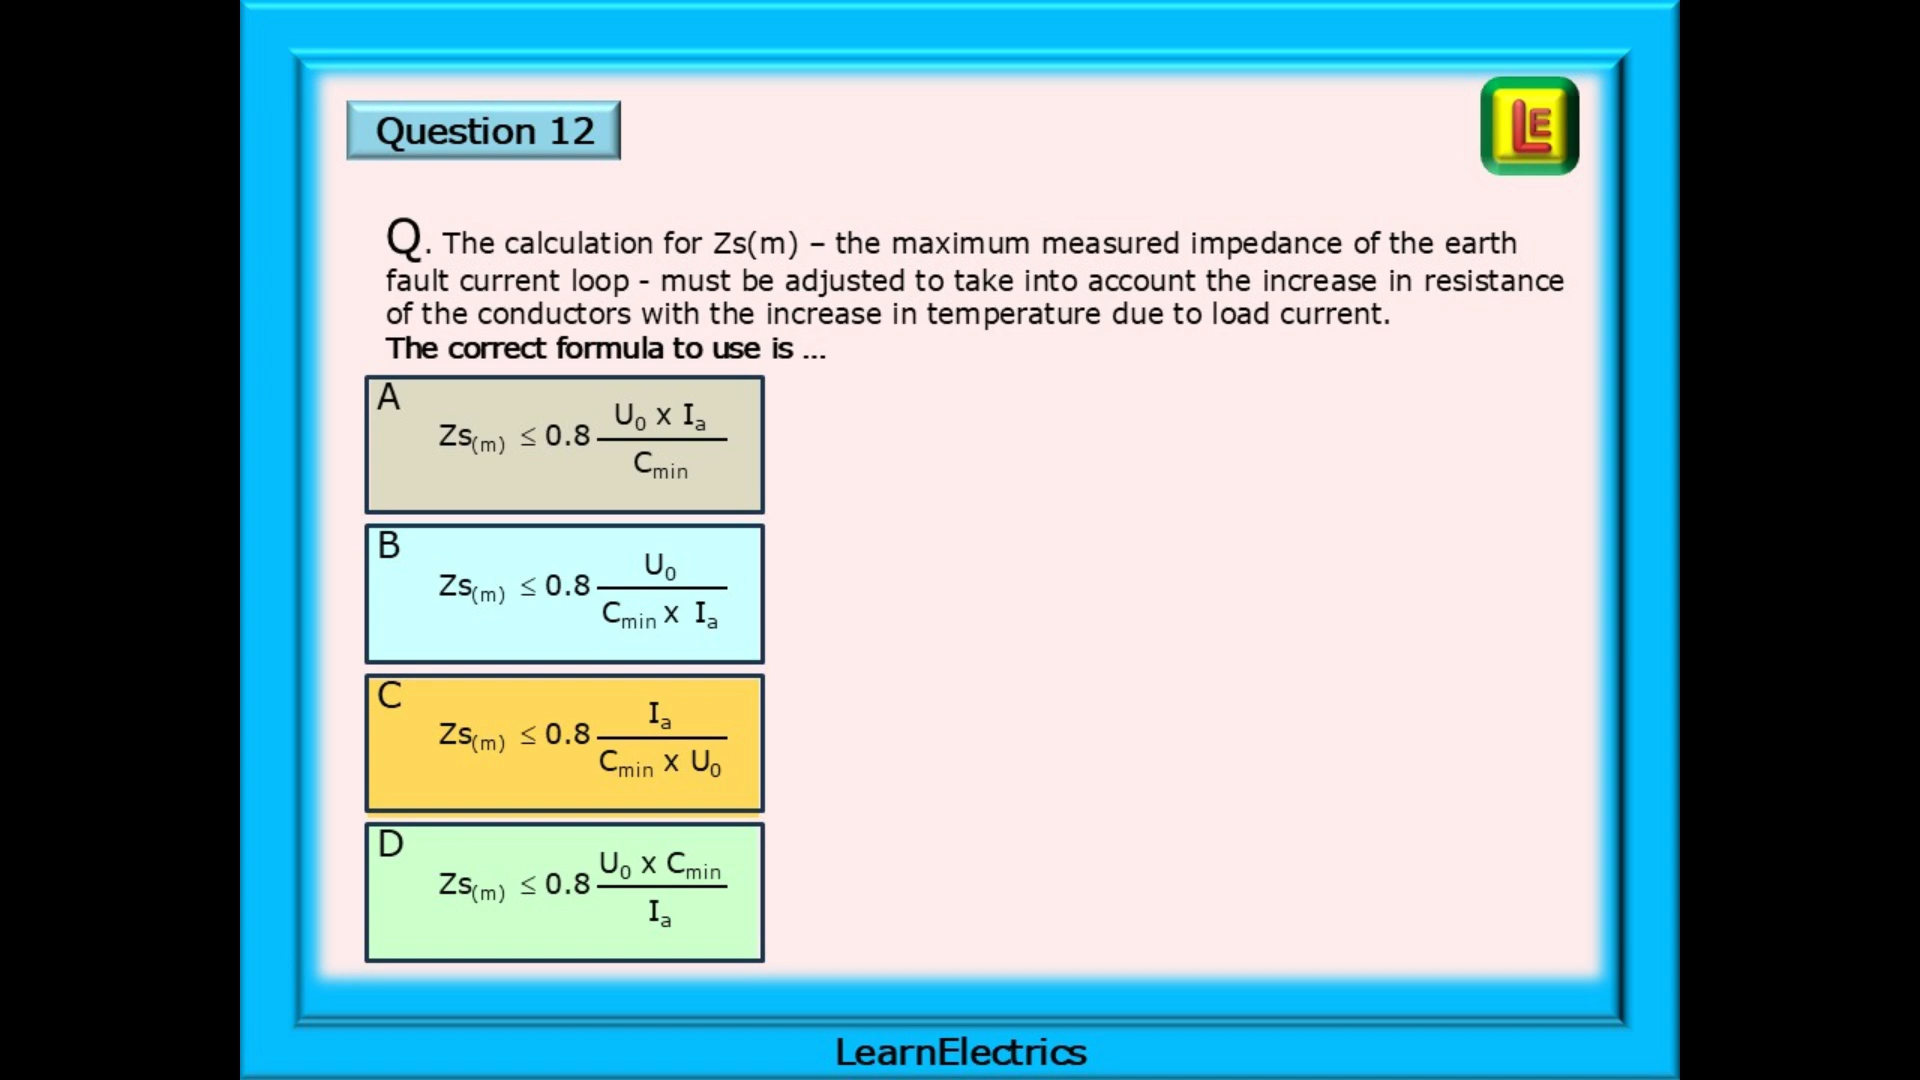 Question 12
LE
Q. The calculation for Zs(m) – the maximum measured impedance of the earth
fault current loop - must be adjusted to take into account the increase in resistance
of the conductors with the increase in temperature due to load current.
The correct formula to use is ...
A
U₀ x Iₐ
Zs(m) ≤ 0.8
Cmin
B
U₀
Zs(m) ≤ 0.8
Cmin x Iₐ
C
Iₐ
Zs(m) ≤ 0.8
Cmin x U₀
D
U₀ x Cmin
Zs(m) ≤ 0.8
Iₐ
LearnElectrics